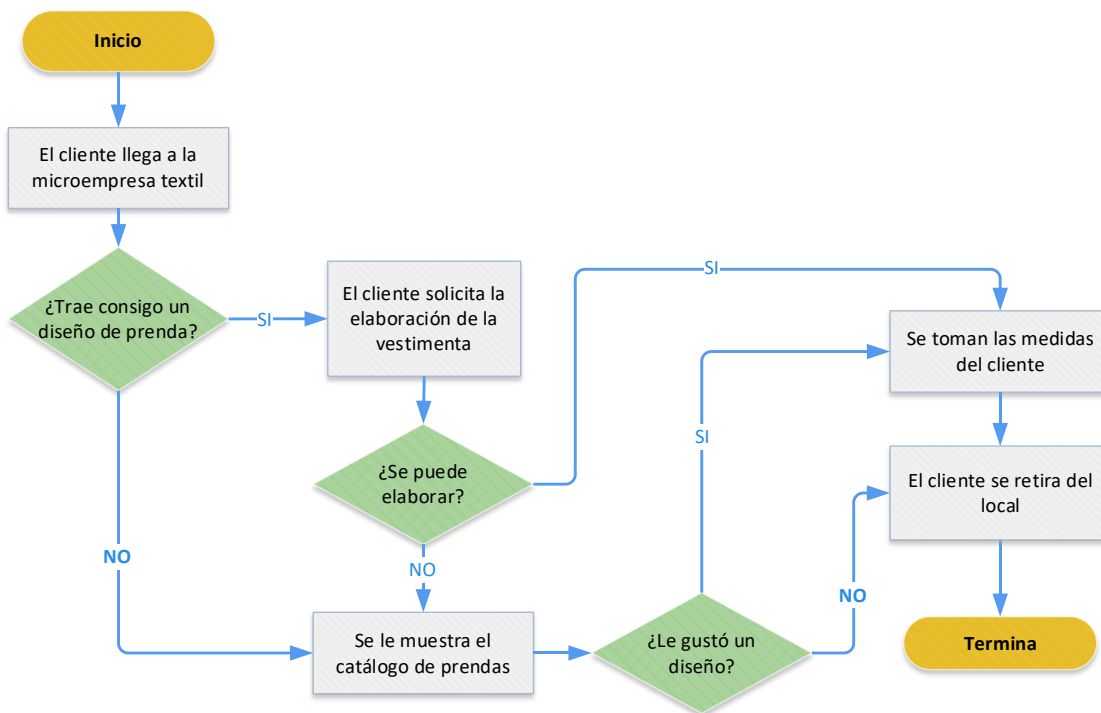 Inicio
El cliente llega a la
microempresa textil
¿Trae consigo un
diseño de prenda?
SI
El cliente solicita la
elaboración de la
vestimenta
¿Se puede
elaborar?
SI
NO
NO
Se le muestra el
catálogo de prendas
¿Le gustó un
diseño?
SI
NO
Se toman las medidas
del cliente
El cliente se retira del
local
Termina